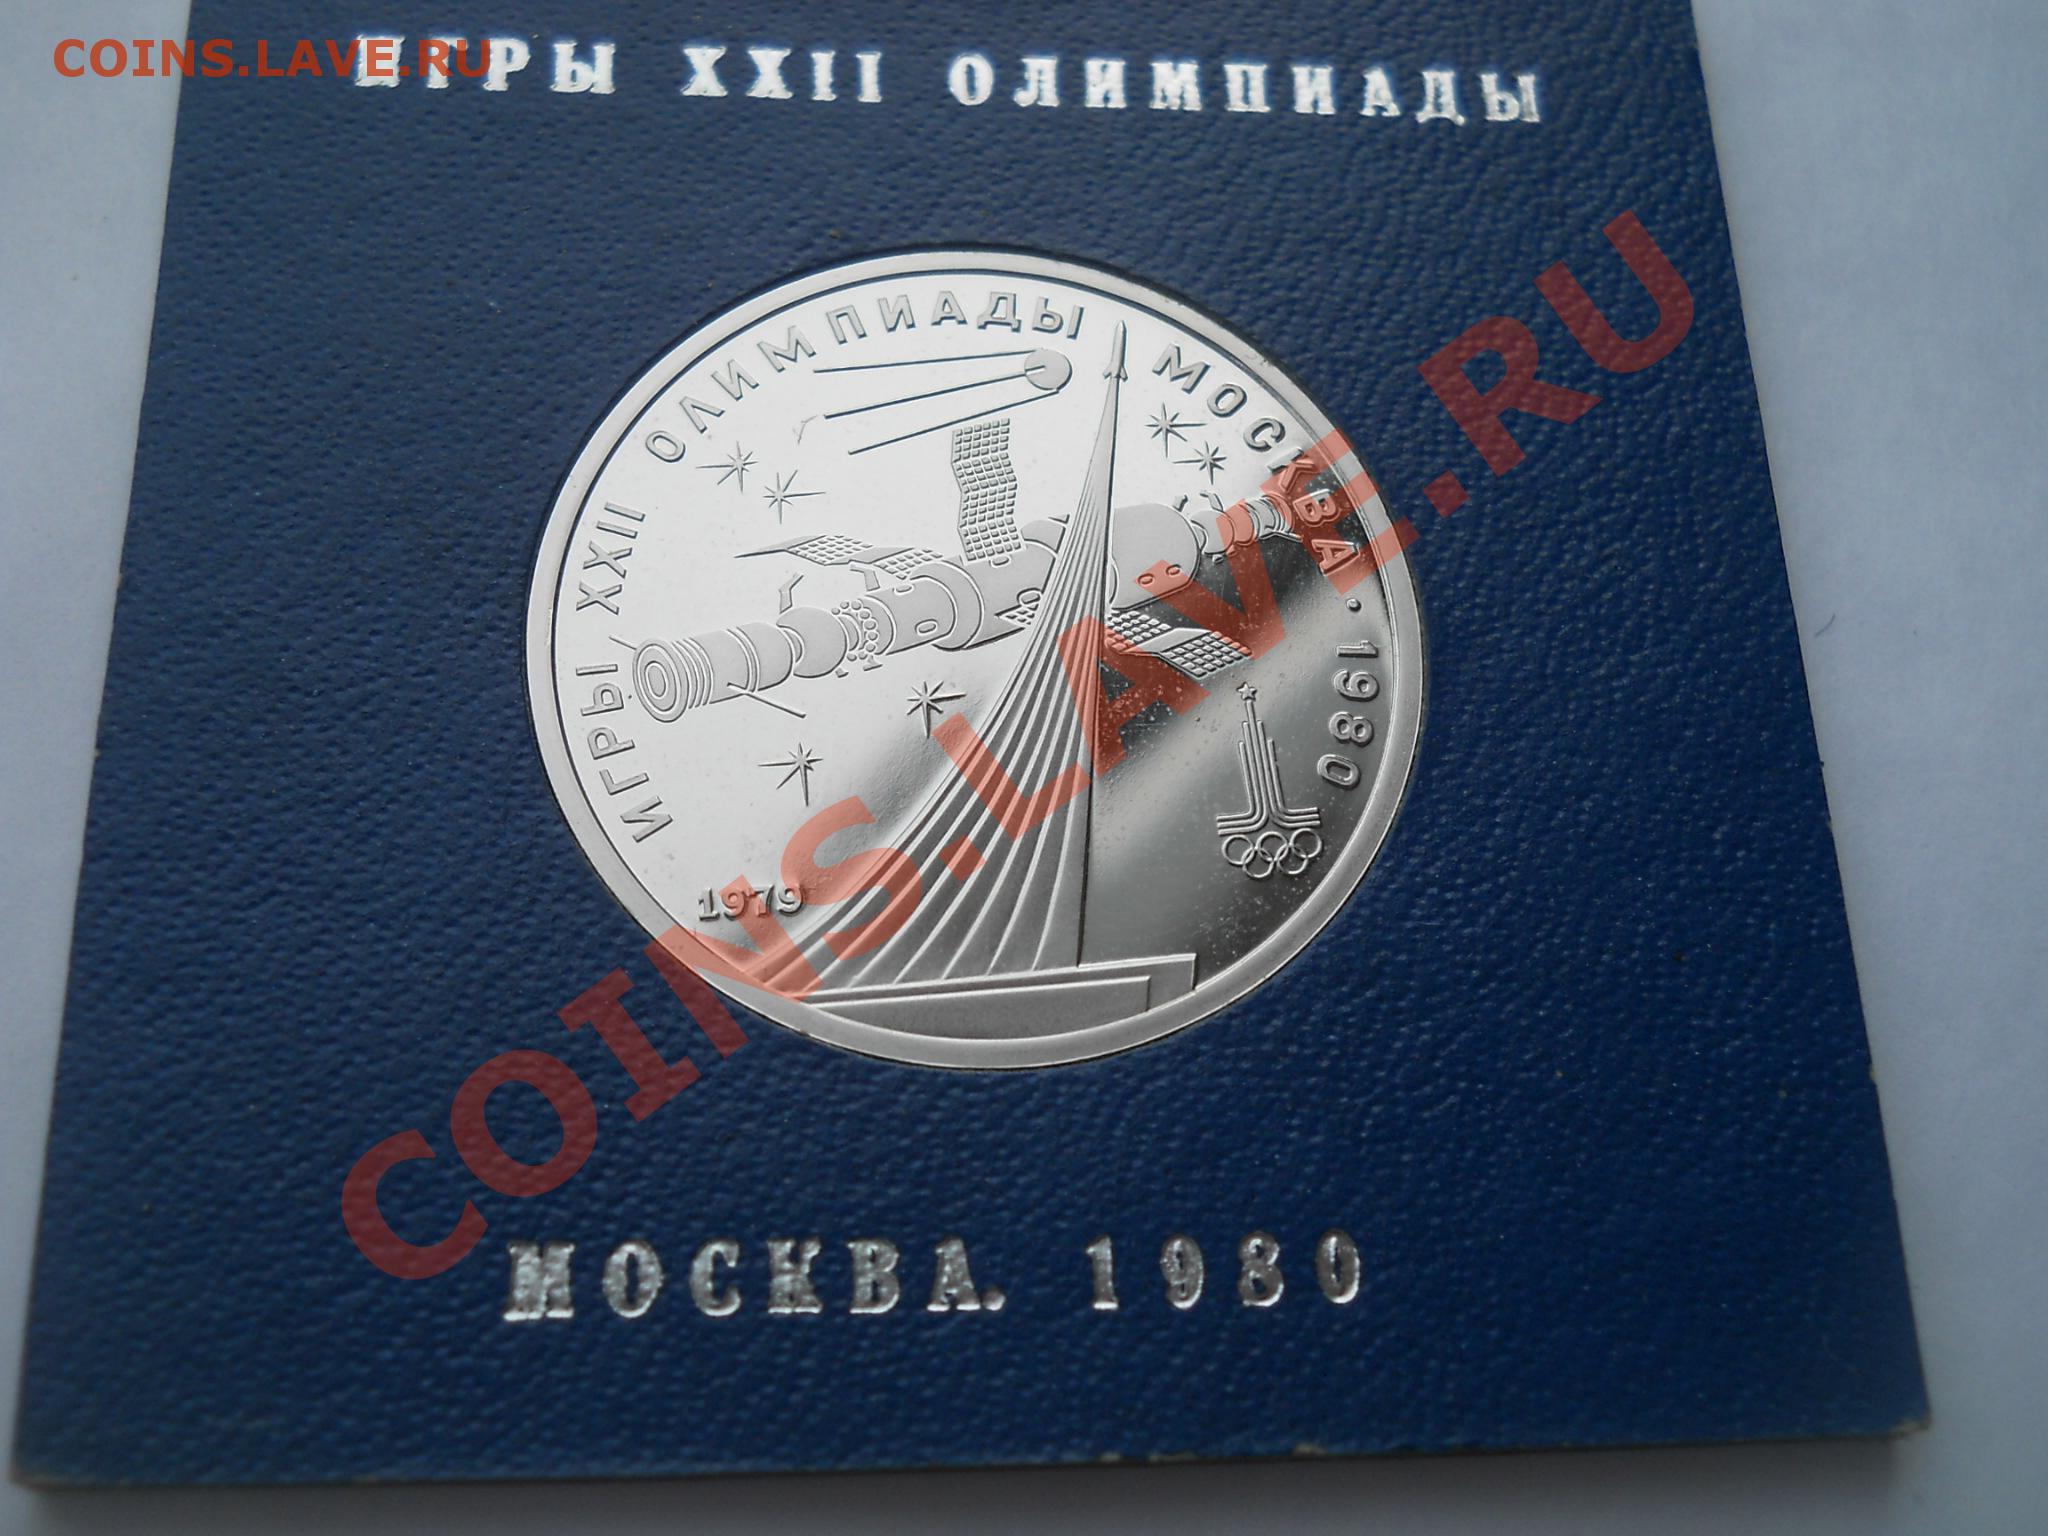 COINS.LAVE.RU
ИГРЫ XXII ОЛИМПИАДЫ
ИГРЫ XXII ОЛИМПИАДЫ МОСКВА · 1980
1979
COINS.LAVE.RU
МОСКВА. 1980